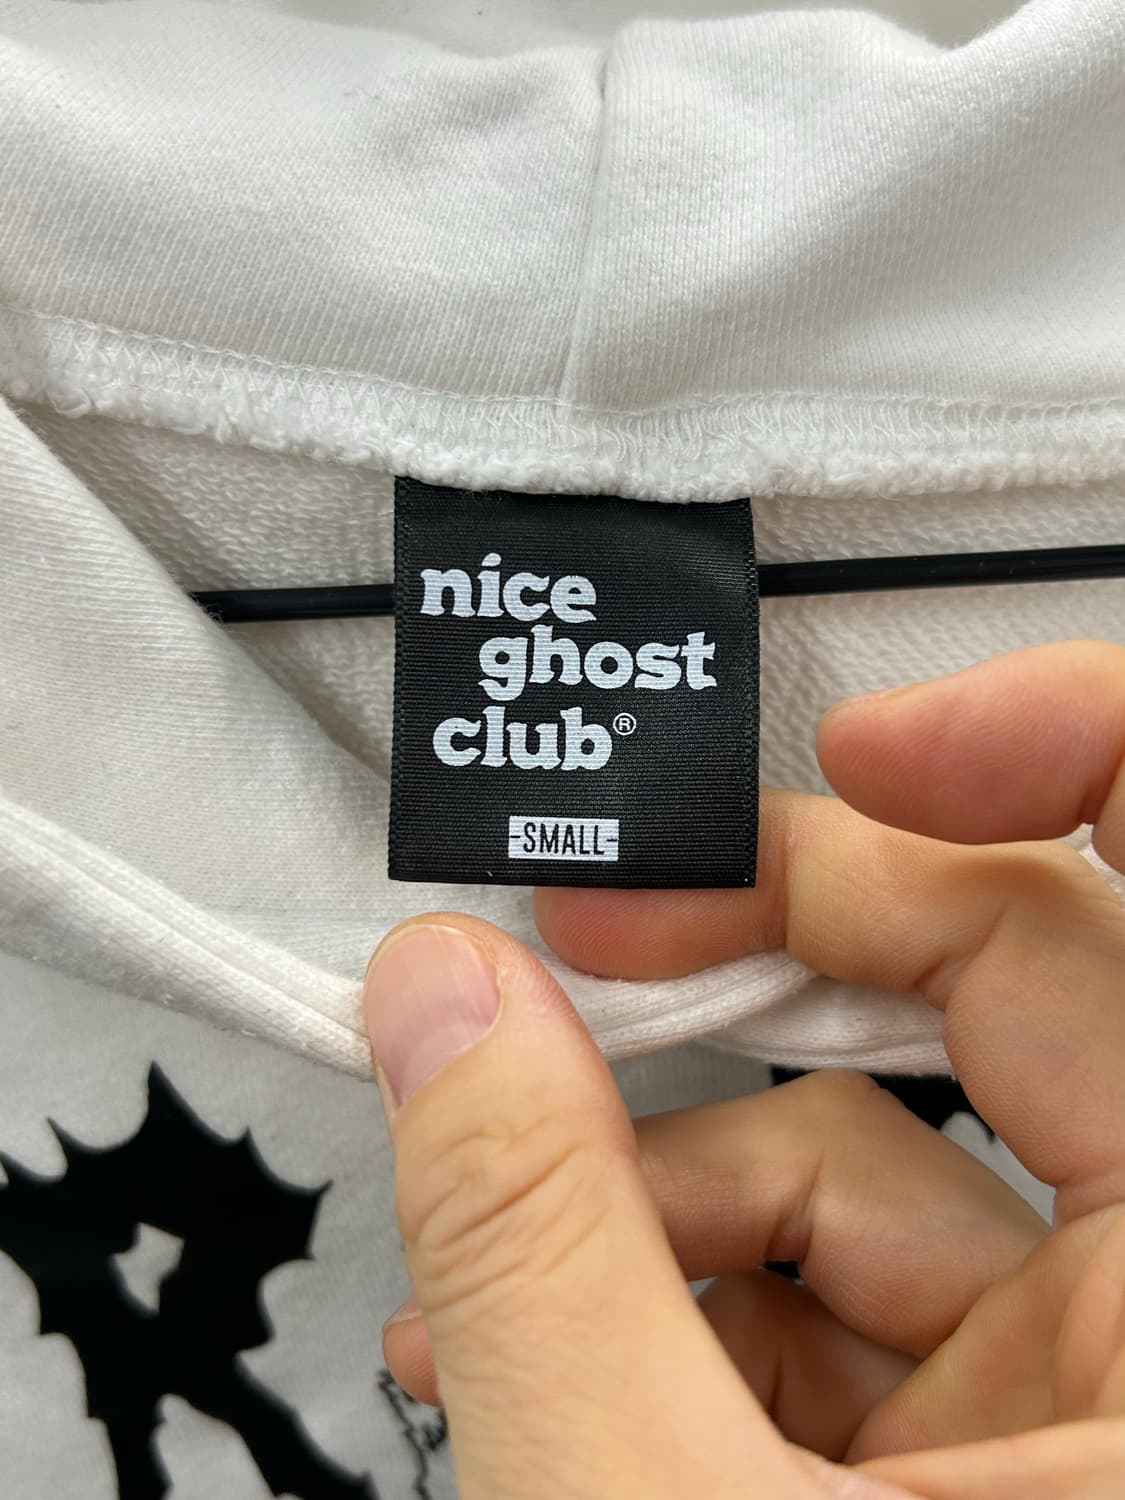 nice
ghost
club®
-SMALL-